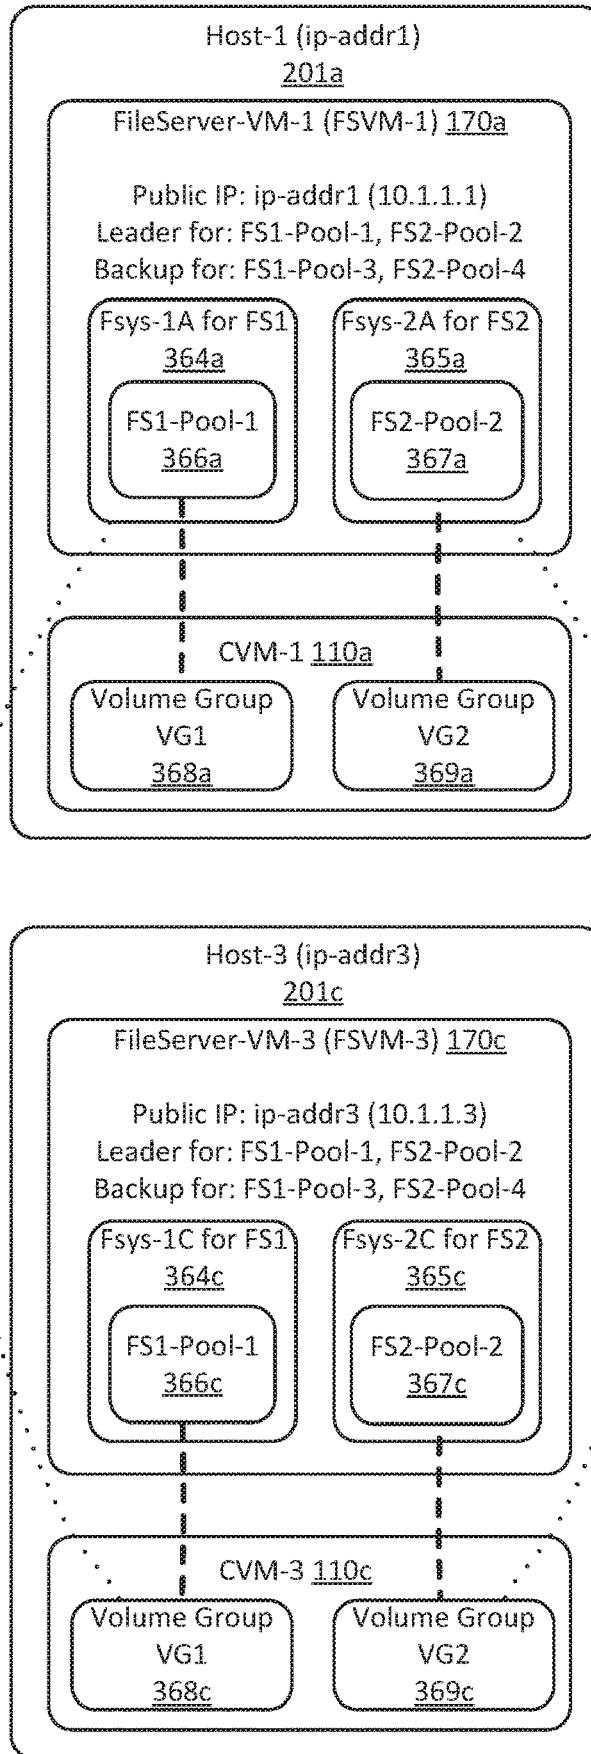 Host-1 (ip-addr1)
201a
FileServer-VM-1 (FSVM-1) 170a
Public IP: ip-addr1 (10.1.1.1)
Leader for: FS1-Pool-1, FS2-Pool-2
Backup for: FS1-Pool-3, FS2-Pool-4
Fsys-1A for FS1
364a
FS1-Pool-1
366a
Fsys-2A for FS2
365a
FS2-Pool-2
367a
CVM-1 110a
Volume Group
VG1
368a
Volume Group
VG2
369a
Host-3 (ip-addr3)
201c
FileServer-VM-3 (FSVM-3) 170c
Public IP: ip-addr3 (10.1.1.3)
Leader for: FS1-Pool-1, FS2-Pool-2
Backup for: FS1-Pool-3, FS2-Pool-4
Fsys-1C for FS1
364c
FS1-Pool-1
366c
Fsys-2C for FS2
365c
FS2-Pool-2
367c
CVM-3 110c
Volume Group
VG1
368c
Volume Group
VG2
369c